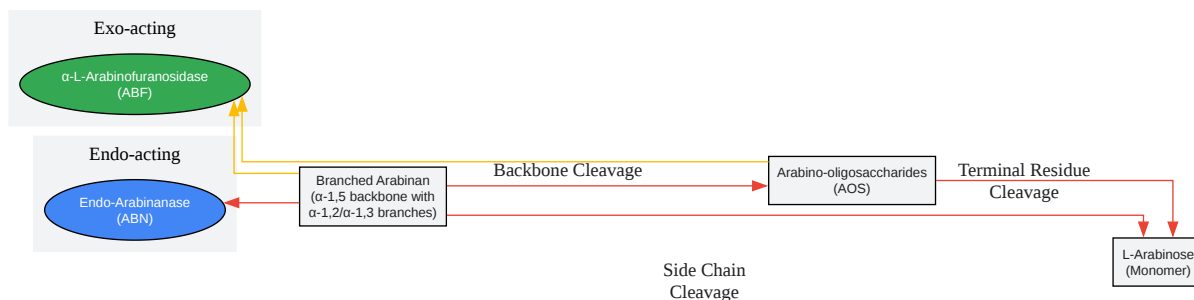 Exo-acting
α-L-Arabinofuranosidase
(ABF)
Endo-acting
Endo-Arabinanase
(ABN)
Branched Arabinan
(α-1,5 backbone with
α-1,2/α-1,3 branches)
Backbone Cleavage
Arabino-oligosaccharides
(AOS)
Terminal Residue
Cleavage
Side Chain
Cleavage
L-Arabinose
(Monomer)